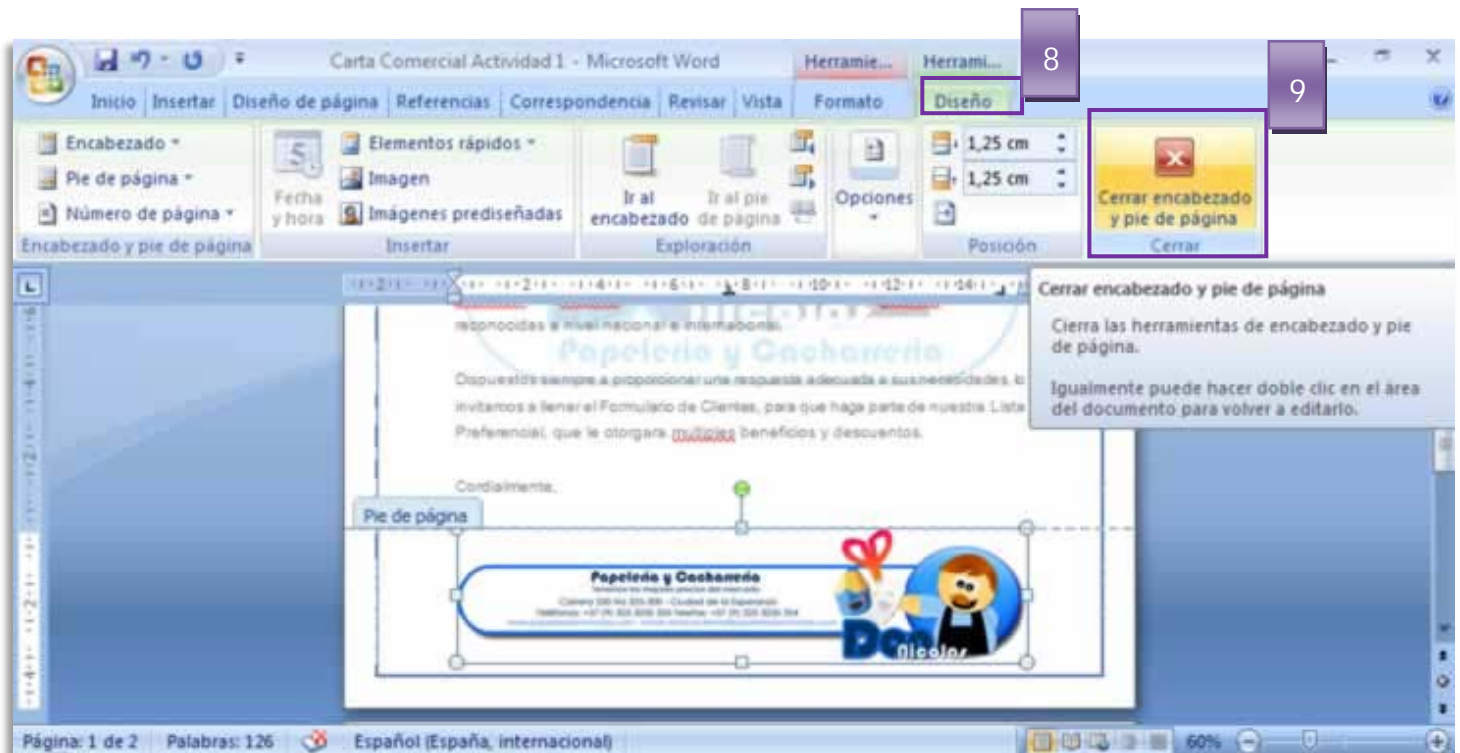 8
9
Carta Comercial Actividad 1 - Microsoft Word
Herramie...
Herrami...
Inicio Insertar Diseño de página Referencias Correspondencia Revisar Vista Formato Diseño
Encabezado
Pie de página
Número de página
Encabezado y pie de página
5
Fecha
y hora
Elementos rápidos
Imagen
Imágenes prediseñadas
Insertar
Ir al
encabezado
Ir al pie
de página
Exploración
Opciones
1,25 cm
1,25 cm
Posición
Cerrar encabezado
y pie de página
Cerrar
Cerrar encabezado y pie de página
Cierra las herramientas de encabezado y pie
de página.
Igualmente puede hacer doble clic en el área
del documento para volver a editarlo.
reconocidas a nivel nacional e internacional.
Papelería y Cacharrería
Dispuestos siempre a proporcionar una respuesta adecuada a sus necesidades, lo
invitamos a llenar el Formulario de Clientes, para que haga parte de nuestra Lista
Preferencial, que le otorgara multiples beneficios y descuentos.
Cordialmente,
Pie de página
Papelería y Cacharrería
Don
Nicolas
Página: 1 de 2 Palabras: 126 Español (España, internacional) 60%